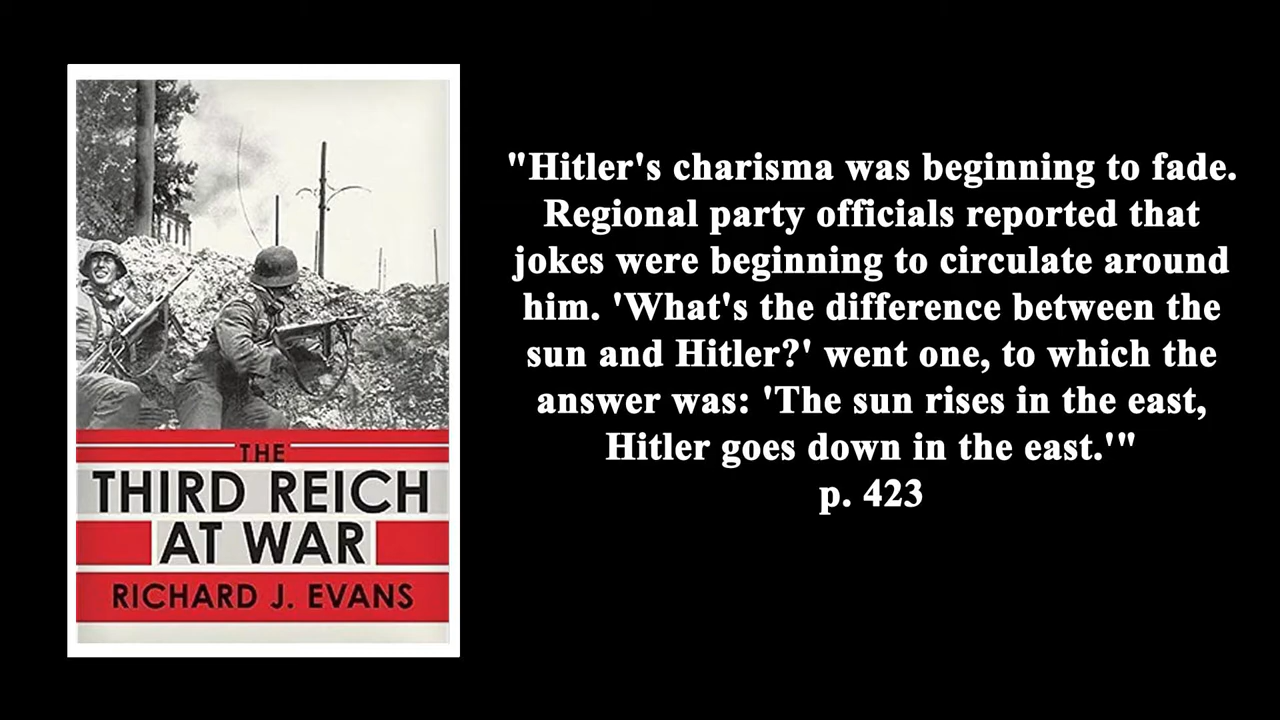 THE
THIRD REICH
AT WAR
RICHARD J. EVANS
"Hitler's charisma was beginning to fade.
Regional party officials reported that
jokes were beginning to circulate around
him. 'What's the difference between the
sun and Hitler?' went one, to which the
answer was: 'The sun rises in the east,
Hitler goes down in the east.'"
p. 423